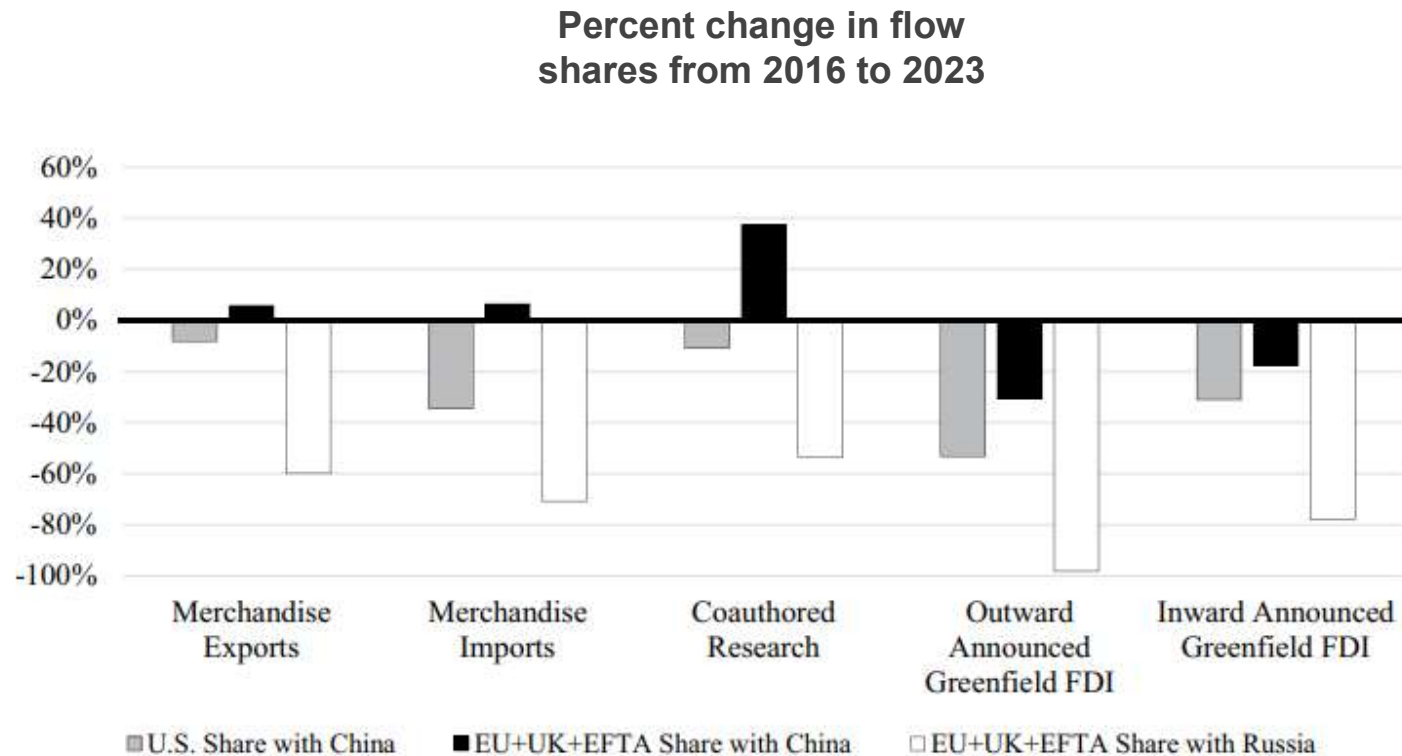 Percent change in flow
shares from 2016 to 2023
60%
40%
20%
0%
-20%
-40%
-60%
-80%
-100%
Merchandise
Exports
Merchandise
Imports
Coauthored
Research
Outward
Announced
Greenfield FDI
Inward Announced
Greenfield FDI
U.S. Share with China
EU+UK+EFTA Share with China
EU+UK+EFTA Share with Russia